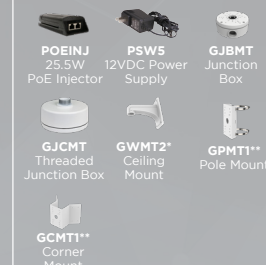 POEINJ
25.5W
PoE Injector
PSW5
12VDC Power
Supply
GJBMT
Junction
Box
GJCMT
Threaded
Junction Box
GWMT2*
Ceiling
Mount
GPMT1**
Pole Mount
GCMT1**
Corner
Mount